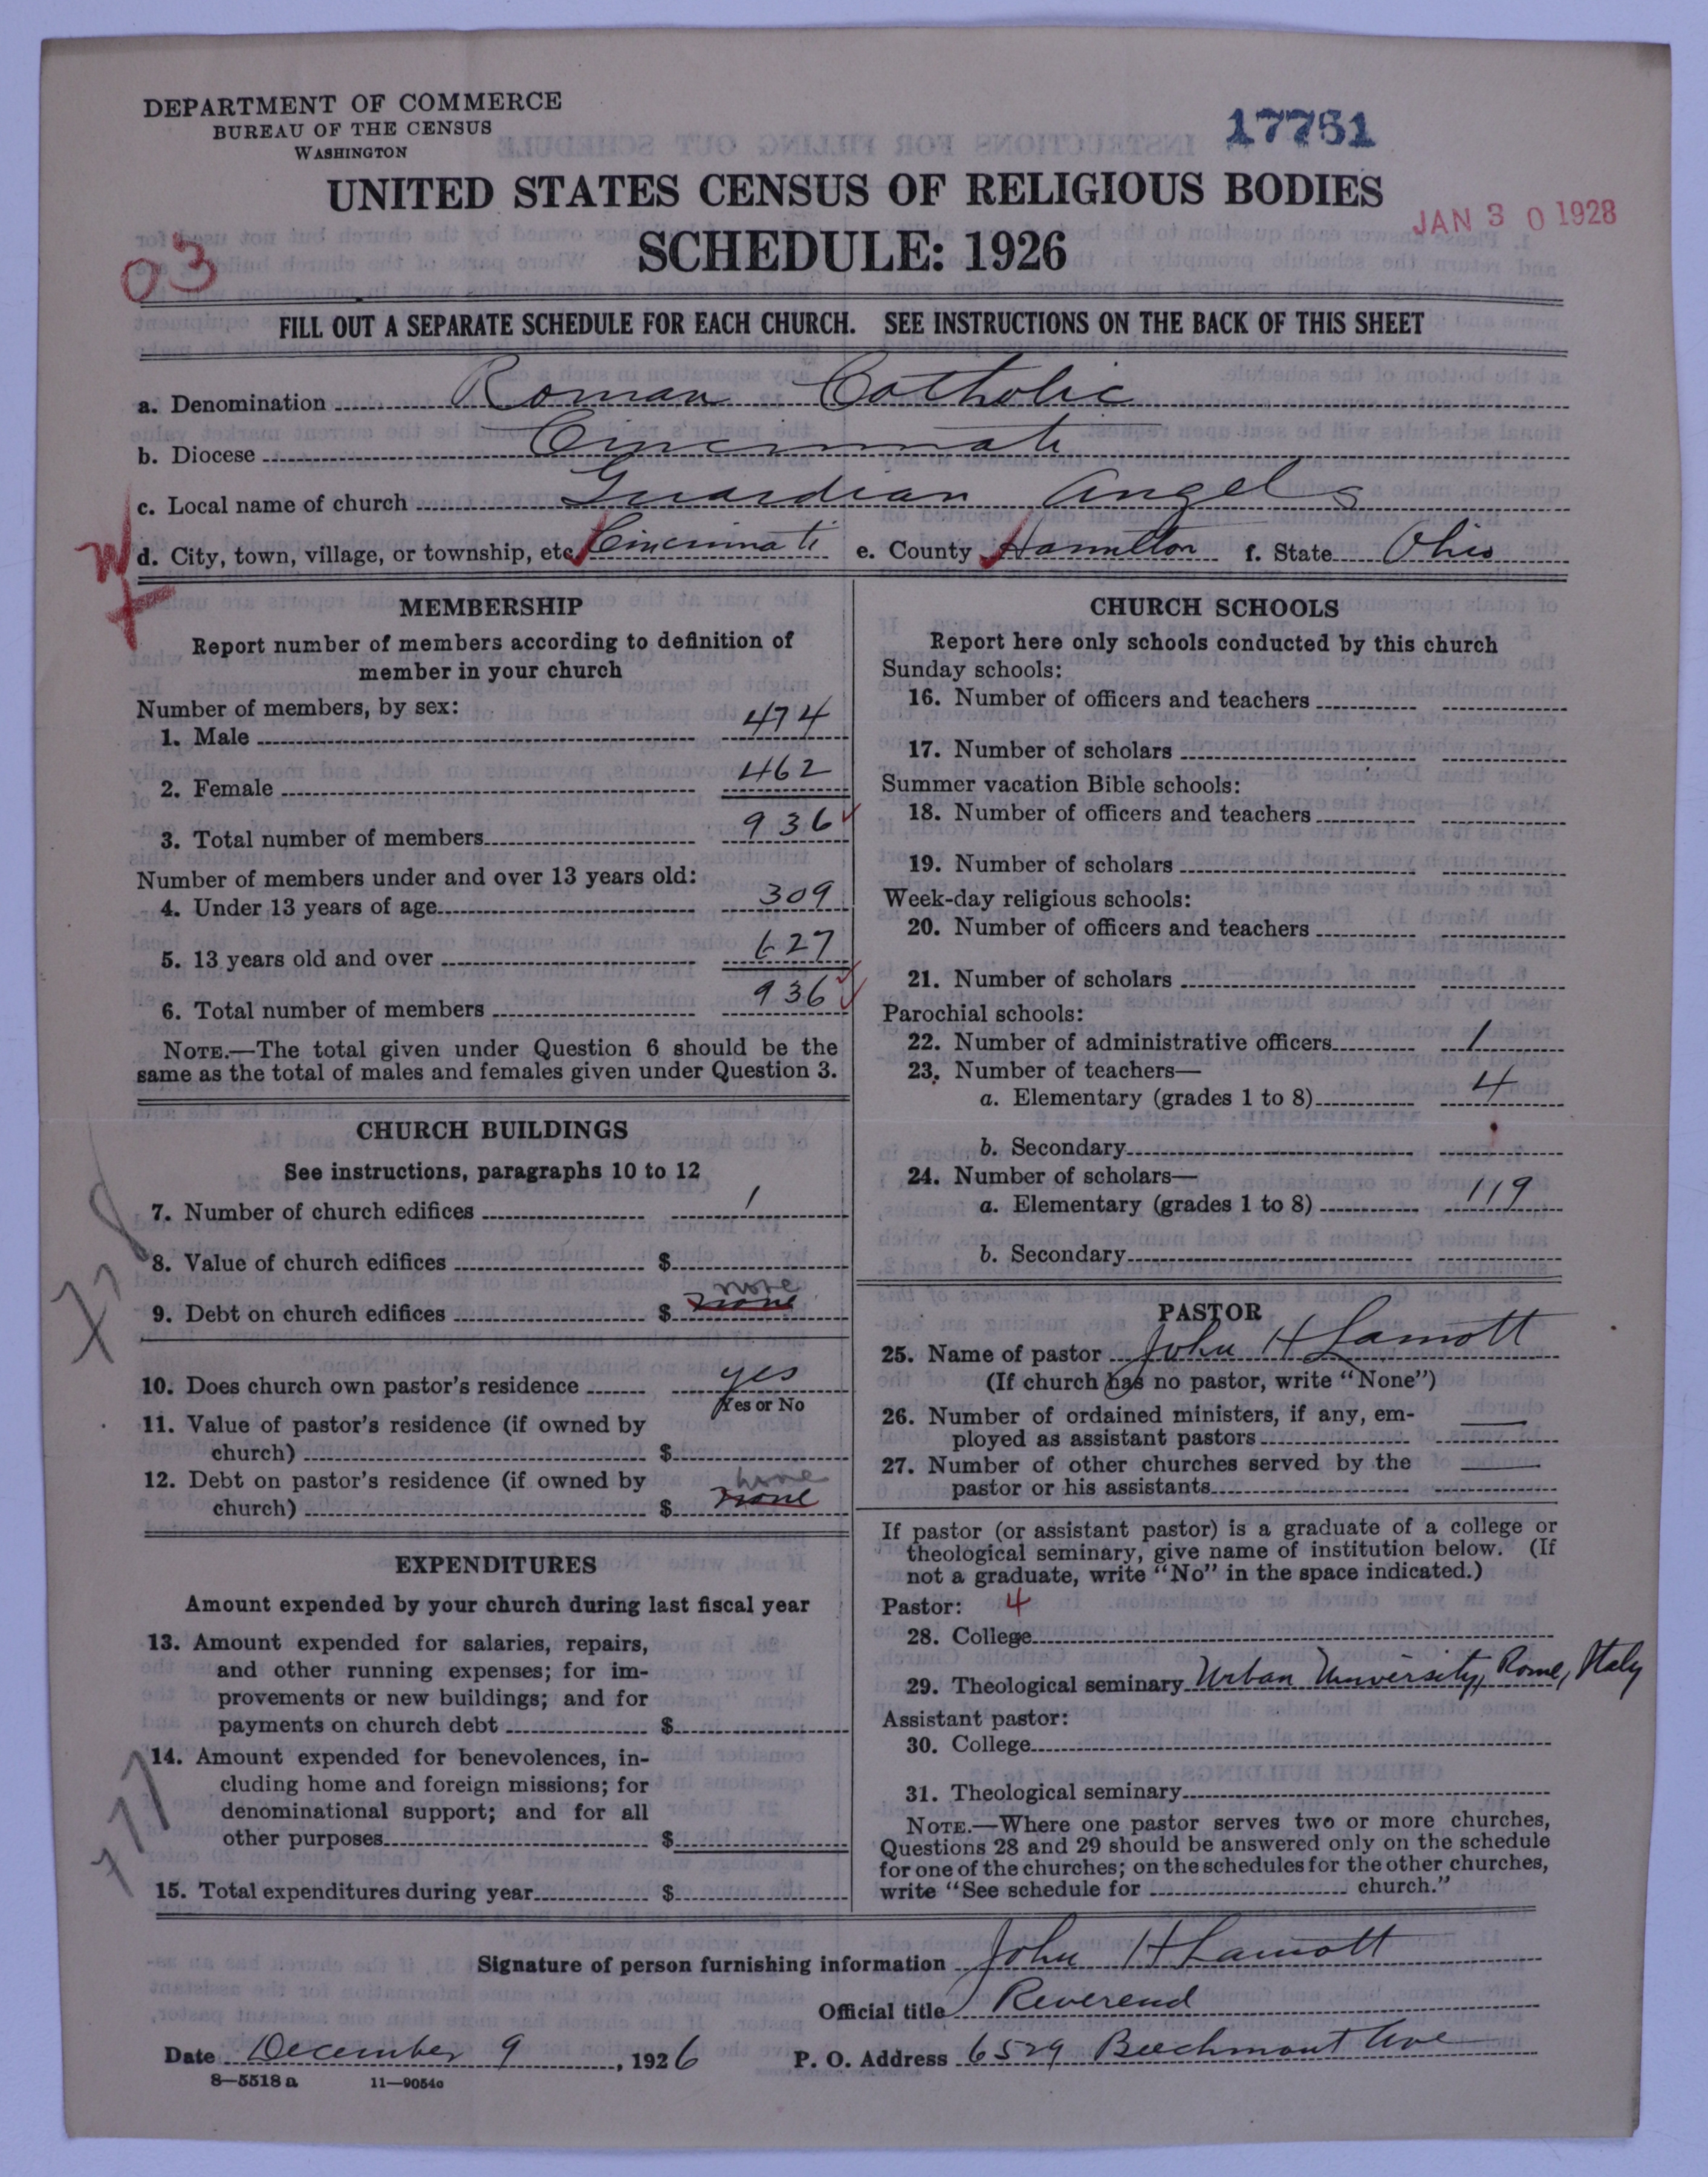 DEPARTMENT OF COMMERCE
BUREAU OF THE CENSUS
WASHINGTON
17751
UNITED STATES CENSUS OF RELIGIOUS BODIES
JAN 30 1928
SCHEDULE: 1926
03
FILL OUT A SEPARATE SCHEDULE FOR EACH CHURCH. SEE INSTRUCTIONS ON THE BACK OF THIS SHEET
a. Denomination Roman Catholic
b. Diocese Cincinnati
c. Local name of church Guardian Angels
d. City, town, village, or township, etc. Cincinnati e. County Hamilton f. State Ohio
MEMBERSHIP
Report number of members according to definition of
member in your church
Number of members, by sex:
1. Male 474
2. Female 462
3. Total number of members 936
Number of members under and over 13 years old:
4. Under 13 years of age 309
5. 13 years old and over 627
6. Total number of members 936
NOTE.—The total given under Question 6 should be the
same as the total of males and females given under Question 3.
CHURCH BUILDINGS
See instructions, paragraphs 10 to 12
7. Number of church edifices 1
8. Value of church edifices $
none
9. Debt on church edifices $ none
10. Does church own pastor's residence yes
Yes or No
11. Value of pastor's residence (if owned by
church) $
12. Debt on pastor's residence (if owned by none
church) $ none
EXPENDITURES
Amount expended by your church during last fiscal year
13. Amount expended for salaries, repairs,
and other running expenses; for im-
provements or new buildings; and for
payments on church debt $
14. Amount expended for benevolences, in-
cluding home and foreign missions; for
denominational support; and for all
other purposes $
15. Total expenditures during year $
CHURCH SCHOOLS
Report here only schools conducted by this church
Sunday schools:
16. Number of officers and teachers
17. Number of scholars
Summer vacation Bible schools:
18. Number of officers and teachers
19. Number of scholars
Week-day religious schools:
20. Number of officers and teachers
21. Number of scholars
Parochial schools:
22. Number of administrative officers 1
23. Number of teachers—
a. Elementary (grades 1 to 8) 4
b. Secondary
24. Number of scholars—
a. Elementary (grades 1 to 8) 119
b. Secondary
PASTOR
25. Name of pastor John H Lamott
(If church has no pastor, write "None")
26. Number of ordained ministers, if any, em-
ployed as assistant pastors
27. Number of other churches served by the
pastor or his assistants
If pastor (or assistant pastor) is a graduate of a college or
theological seminary, give name of institution below. (If
not a graduate, write "No" in the space indicated.)
Pastor: 4
28. College
29. Theological seminary Urban University, Rome, Italy
Assistant pastor:
30. College
31. Theological seminary
NOTE.—Where one pastor serves two or more churches,
Questions 28 and 29 should be answered only on the schedule
for one of the churches; on the schedules for the other churches,
write "See schedule for church."
Signature of person furnishing information John H Lamott
Official title Reverend
Date December 9, 1926 P. O. Address 6529 Beechmont Ave
8—5518 a 11—9054c